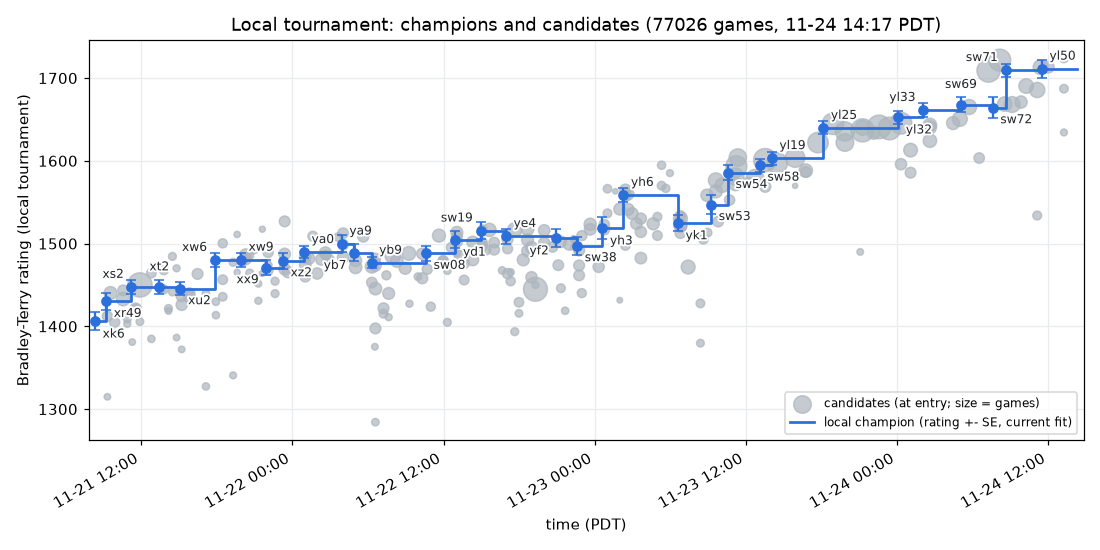 Local tournament: champions and candidates (77026 games, 11-24 14:17 PDT)
Bradley-Terry rating (local tournament)
1700
1600
1500
1400
1300
xk6
xs2
xr49
xt2
xu2
xw6
xw9
xx9
xz2
ya0
yb7
ya9
yb9
sw08
sw19
yd1
ye4
yf2
sw38
yh3
yh6
yk1
sw53
sw54
sw58
yl19
yl25
yl32
yl33
sw69
sw72
sw71
yl50
candidates (at entry; size = games)
local champion (rating +- SE, current fit)
11-21 12:00
11-22 00:00
11-22 12:00
11-23 00:00
11-23 12:00
11-24 00:00
11-24 12:00
time (PDT)